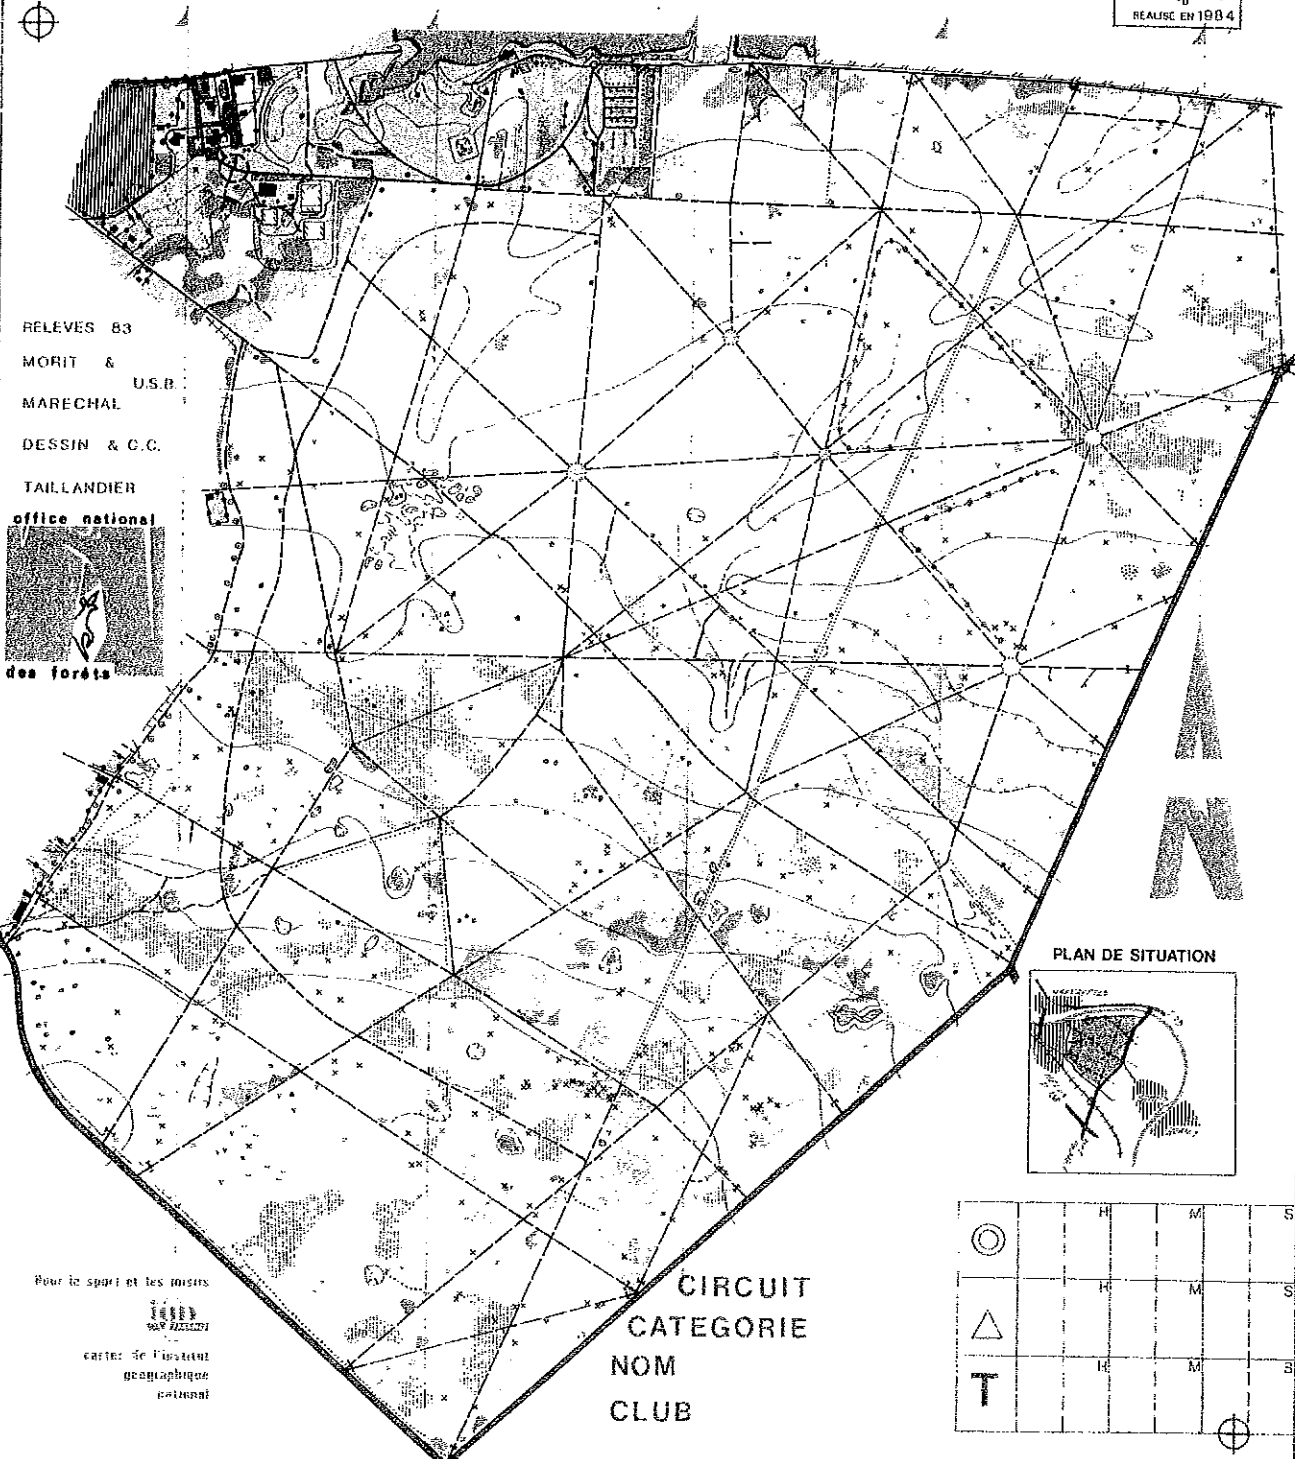 REALISE EN 1984
RELEVES 83
MORIT &
U.S.B.
MARECHAL
DESSIN & C.C.
TAILLANDIER
office national
des forêts
N
PLAN DE SITUATION
H M S
H M S
T H M S
Pour le sport et les loisirs
cartes de l'institut
géographique
national
CIRCUIT
CATEGORIE
NOM
CLUB